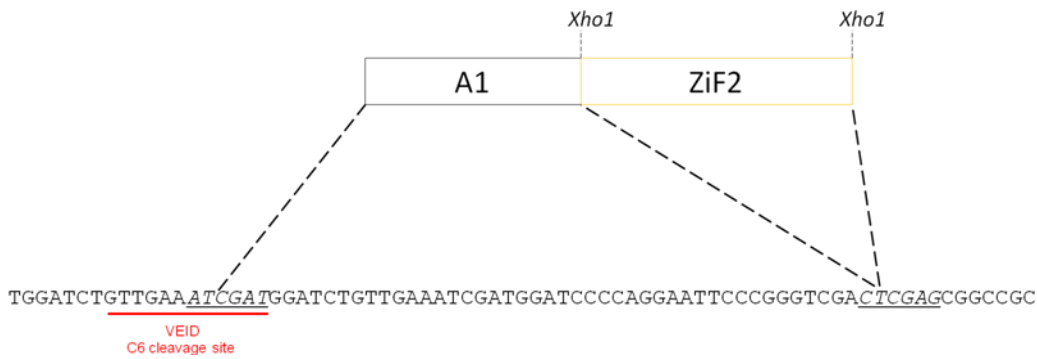 Xho1 Xho1
A1 ZiF2
TGGATCTGTTGAAATCGATGGATCTGTTGAAATCGATGGATCCCCAGGAATTCCCGGGTCGACTCGAGCGGCCGC
VEID
C6 cleavage site